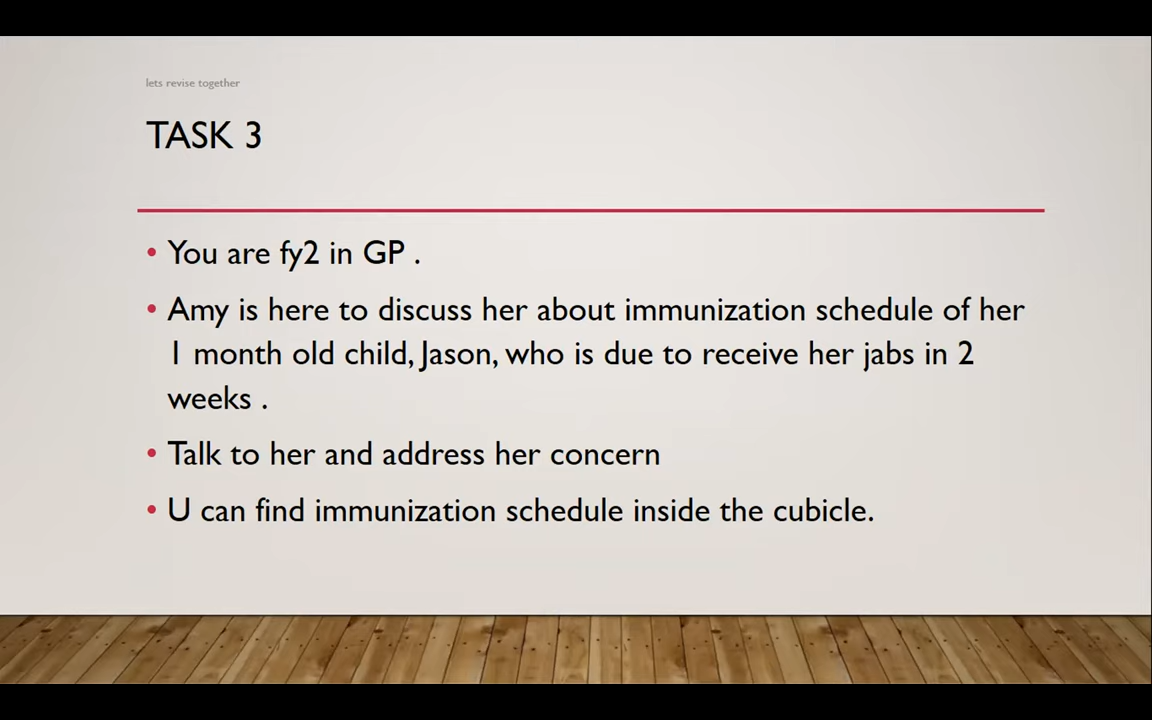 lets revise together
TASK 3
• You are fy2 in GP .
• Amy is here to discuss her about immunization schedule of her
1 month old child, Jason, who is due to receive her jabs in 2
weeks .
• Talk to her and address her concern
• U can find immunization schedule inside the cubicle.